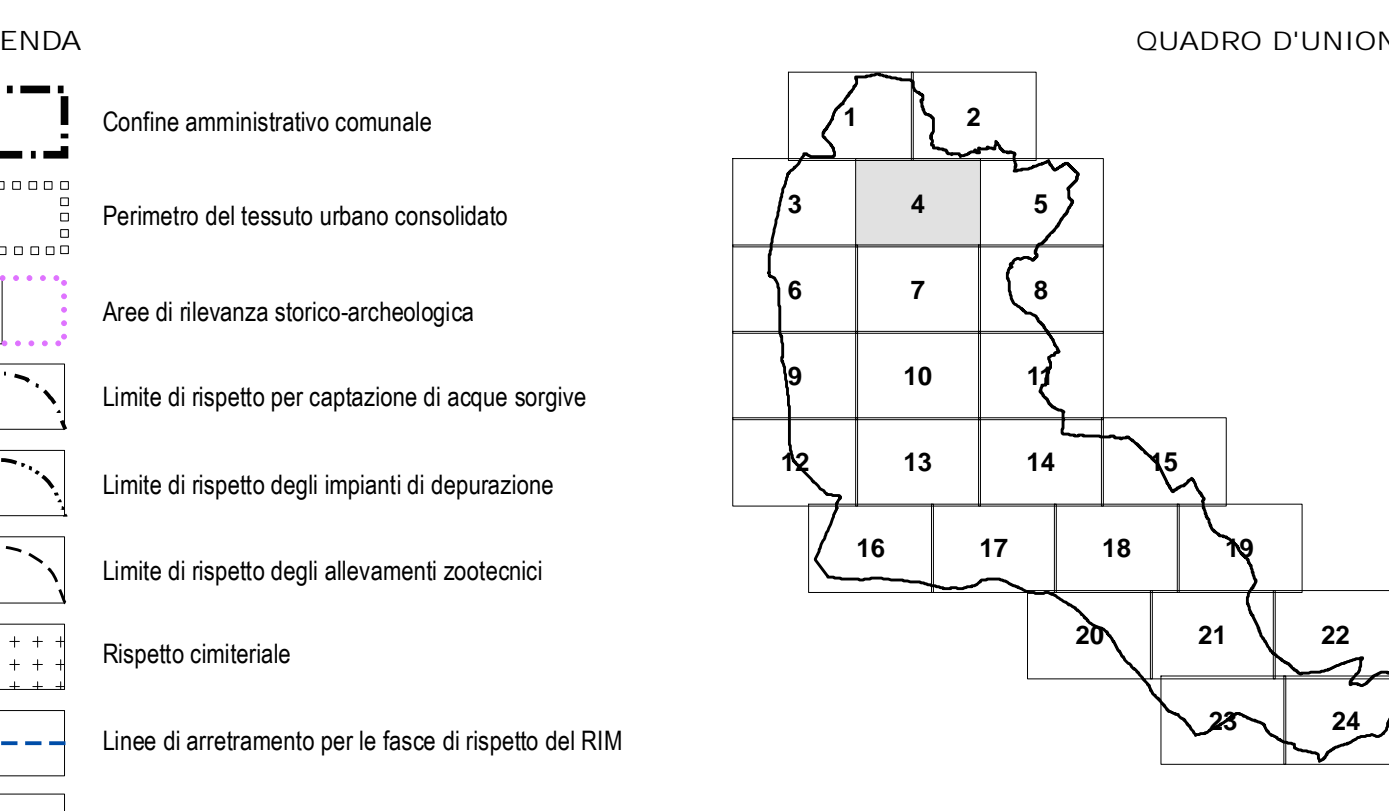 ENDA
Confine amministrativo comunale
Perimetro del tessuto urbano consolidato
Aree di rilevanza storico-archeologica
Limite di rispetto per captazione di acque sorgive
Limite di rispetto degli impianti di depurazione
Limite di rispetto degli allevamenti zootecnici
Rispetto cimiteriale
Linee di arretramento per le fasce di rispetto del RIM
QUADRO D'UNION
1 2
3 4 5
6 7 8
9 10 11
12 13 14 15
16 17 18 19
20 21 22
23 24